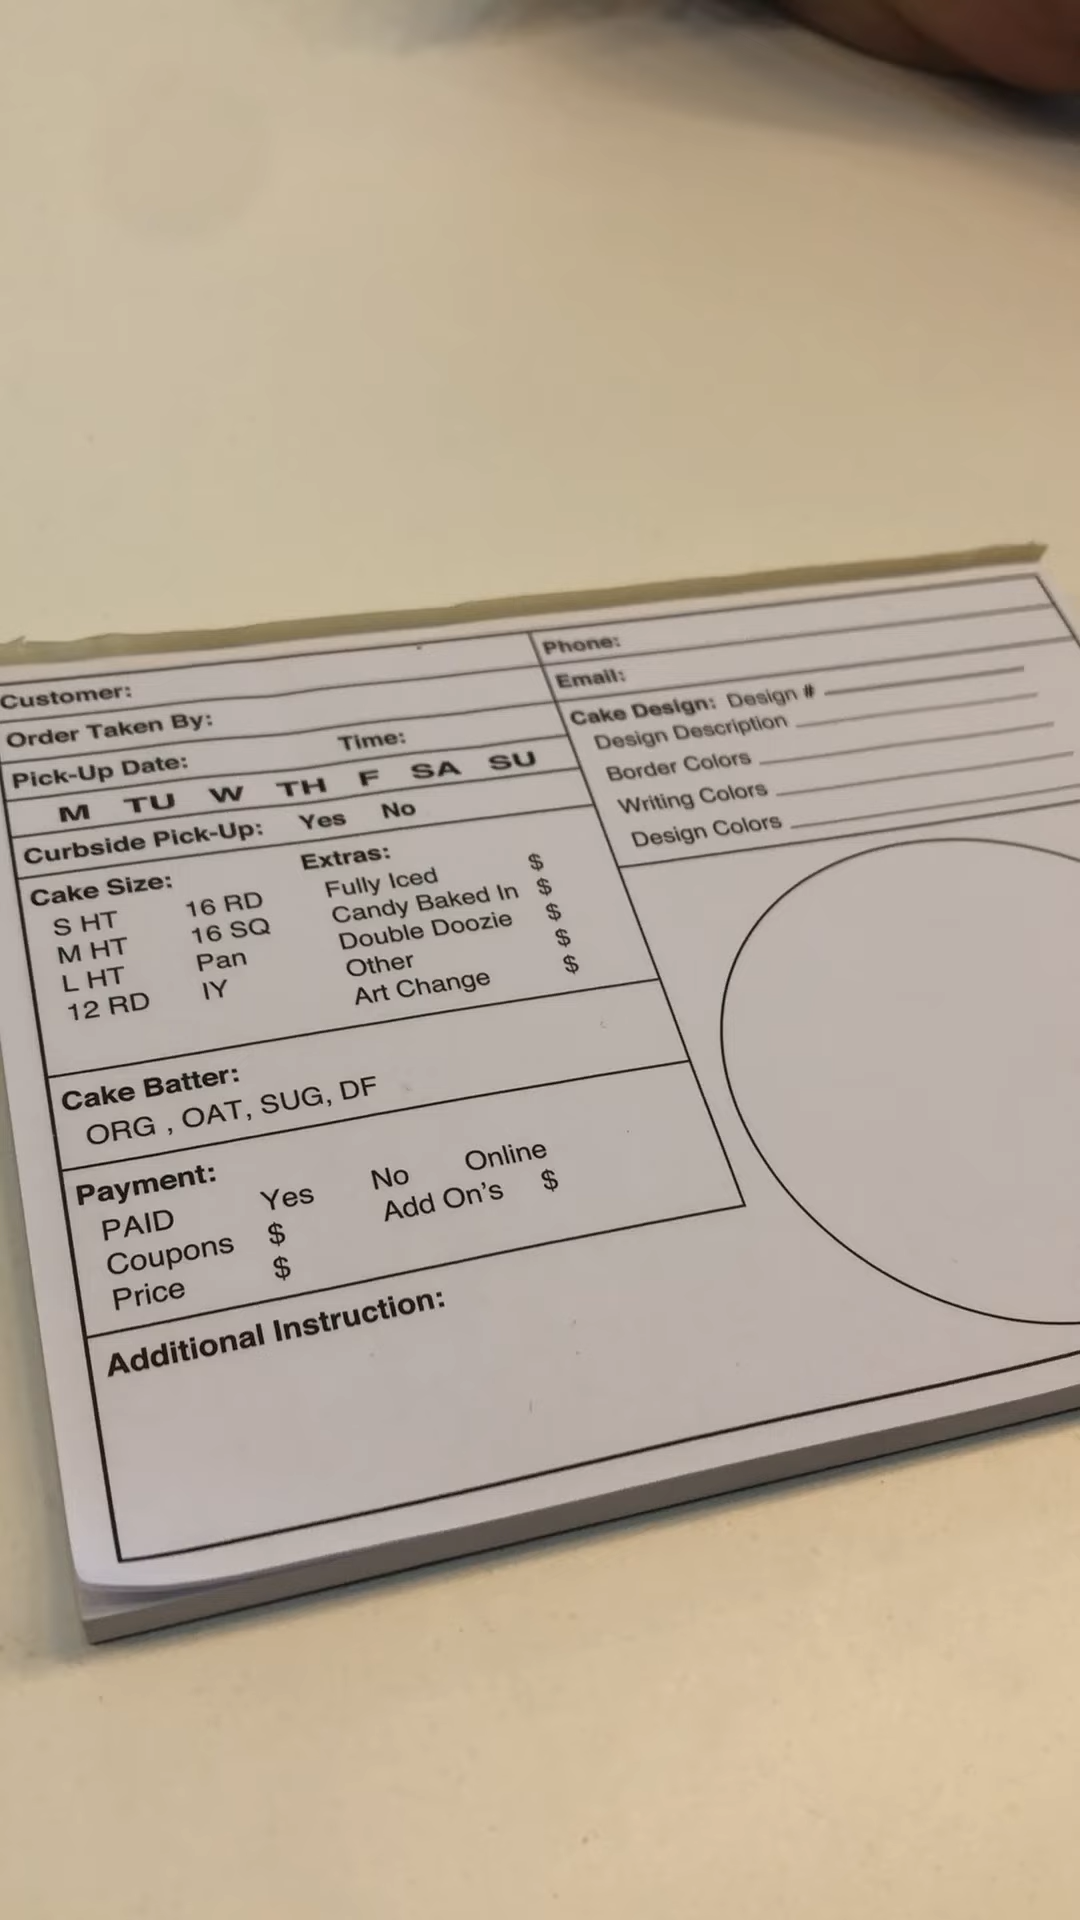 Customer:
Order Taken By:
Pick-Up Date: Time:
M TU W TH F SA SU
Curbside Pick-Up: Yes No
Cake Size:
S HT 16 RD
M HT 16 SQ
L HT Pan
12 RD IY
Extras:
Fully Iced $
Candy Baked In $
Double Doozie $
Other $
Art Change $
Cake Batter:
ORG , OAT, SUG, DF
Payment:
PAID Yes No Online
Coupons $ Add On's $
Price $
Additional Instruction:
Phone:
Email:
Cake Design: Design #
Design Description
Border Colors
Writing Colors
Design Colors